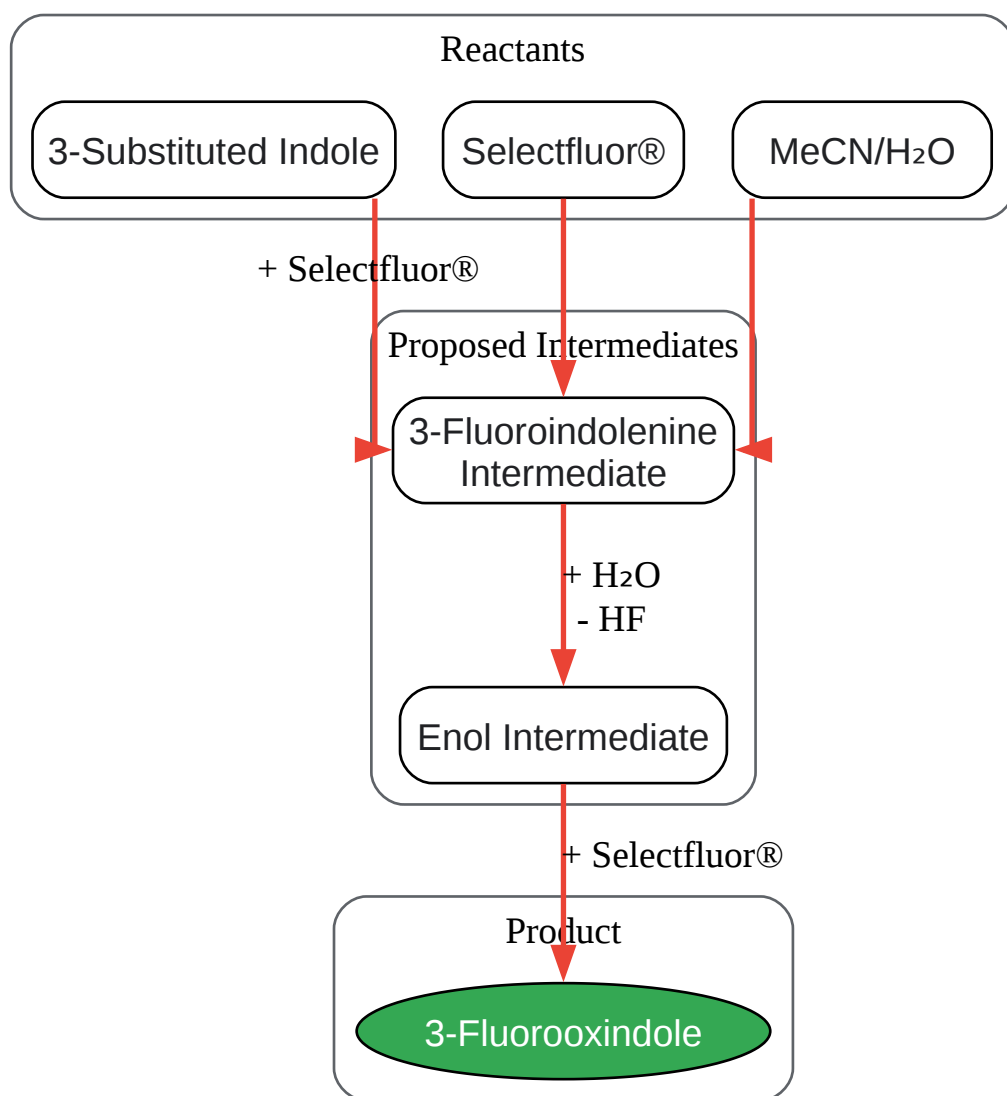 Reactants
3-Substituted Indole
Selectfluor®
MeCN/H₂O
+ Selectfluor®
Proposed Intermediates
3-Fluoroindolenine
Intermediate
+ H₂O
- HF
Enol Intermediate
+ Selectfluor®
Product
3-Fluorooxindole